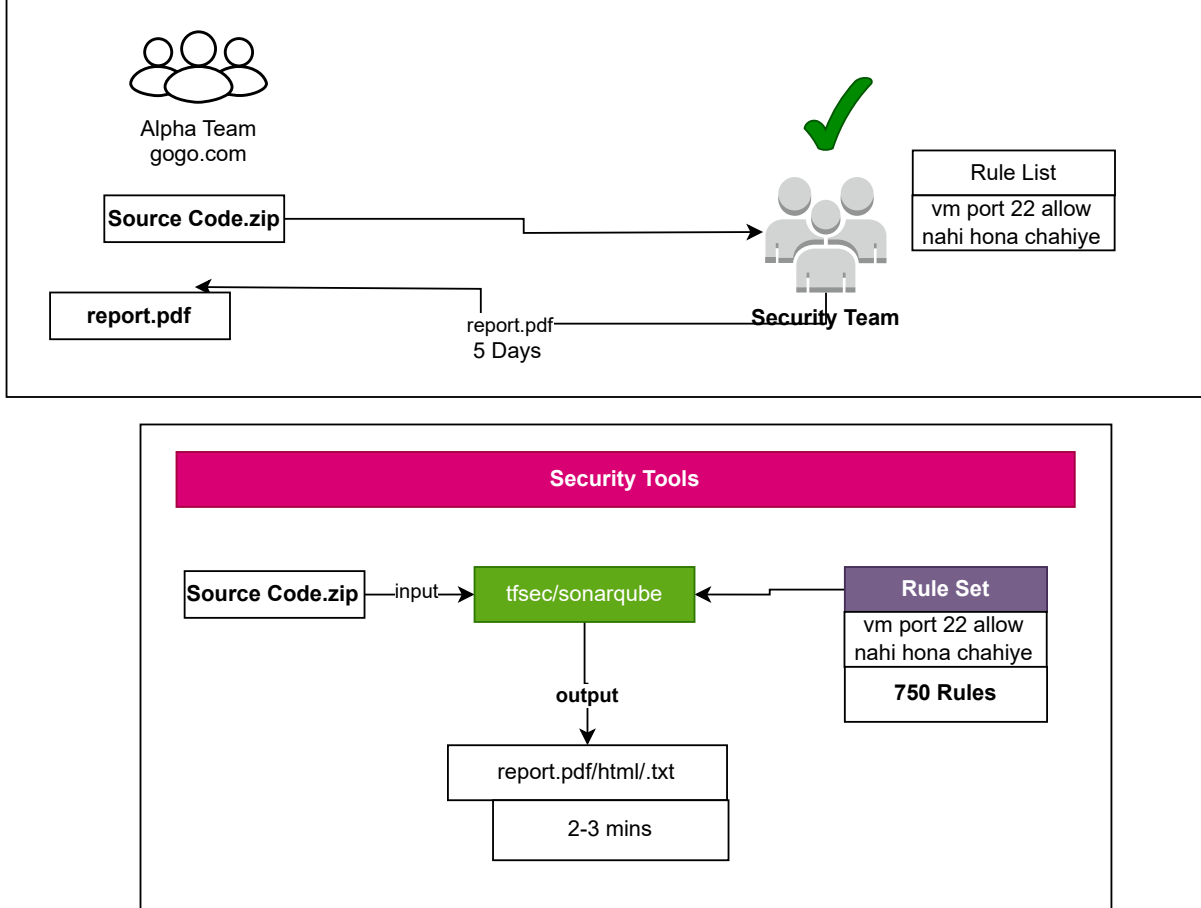 Alpha Team
gogo.com
Source Code.zip
Rule List
vm port 22 allow
nahi hona chahiye
report.pdf
report.pdf
5 Days
Security Team
Security Tools
Source Code.zip
input
tfsec/sonarqube
Rule Set
vm port 22 allow
nahi hona chahiye
750 Rules
output
report.pdf/html/.txt
2-3 mins